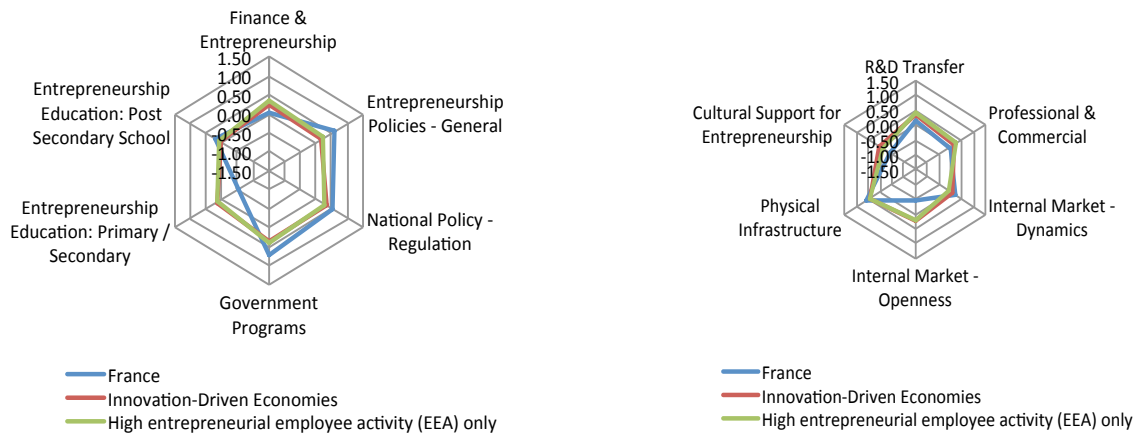 Finance &
Entrepreneurship
1.50
1.00
0.50
0.00
-0.50
-1.00
-1.50
Entrepreneurship
Policies - General
National Policy -
Regulation
Government
Programs
Entrepreneurship
Education: Primary /
Secondary
Entrepreneurship
Education: Post
Secondary School
France
Innovation-Driven Economies
High entrepreneurial employee activity (EEA) only
R&D Transfer
1.50
1.00
0.50
0.00
-0.50
-1.00
-1.50
Professional &
Commercial
Internal Market -
Dynamics
Internal Market -
Openness
Physical
Infrastructure
Cultural Support for
Entrepreneurship
France
Innovation-Driven Economies
High entrepreneurial employee activity (EEA) only